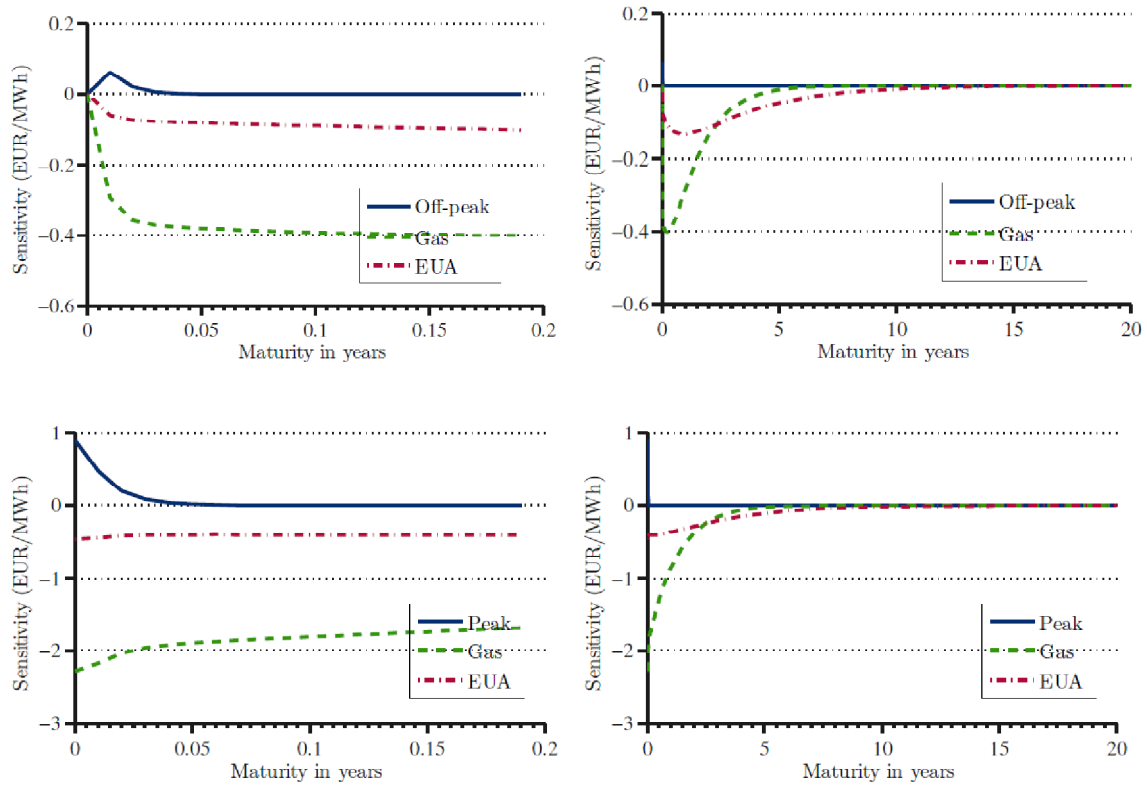 0.2
0
−0.2
−0.4
−0.6
Sensitivity (EUR/MWh)
Off-peak
Gas
EUA
0 0.05 0.1 0.15 0.2
Maturity in years
0.2
0
−0.2
−0.4
−0.6
Sensitivity (EUR/MWh)
Off-peak
Gas
EUA
0 5 10 15 20
Maturity in years
1
0
−1
−2
−3
Sensitivity (EUR/MWh)
Peak
Gas
EUA
0 0.05 0.1 0.15 0.2
Maturity in years
1
0
−1
−2
−3
Sensitivity (EUR/MWh)
Peak
Gas
EUA
0 5 10 15 20
Maturity in years